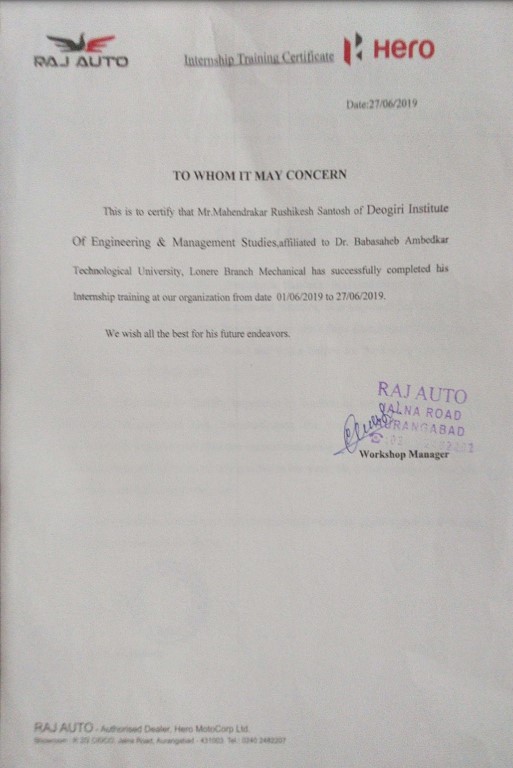 RAJ AUTO
Internship Training Certificate
Hero
Date:27/06/2019
TO WHOM IT MAY CONCERN
This is to certify that Mr.Mahendrakar Rushikesh Santosh of Deogiri Institute
Of Engineering & Management Studies,affiliated to Dr. Babasaheb Ambedkar
Technological University, Lonere Branch Mechanical has successfully completed his
Internship training at our organization from date 01/06/2019 to 27/06/2019.
We wish all the best for his future endeavors.
RAJ AUTO
JALNA ROAD
AURANGABAD
Workshop Manager
RAJ AUTO - Authorised Dealer, Hero MotoCorp Ltd.
Showroom : Jalna Road, Aurangabad - 431003. Tel.: 0240 2482207